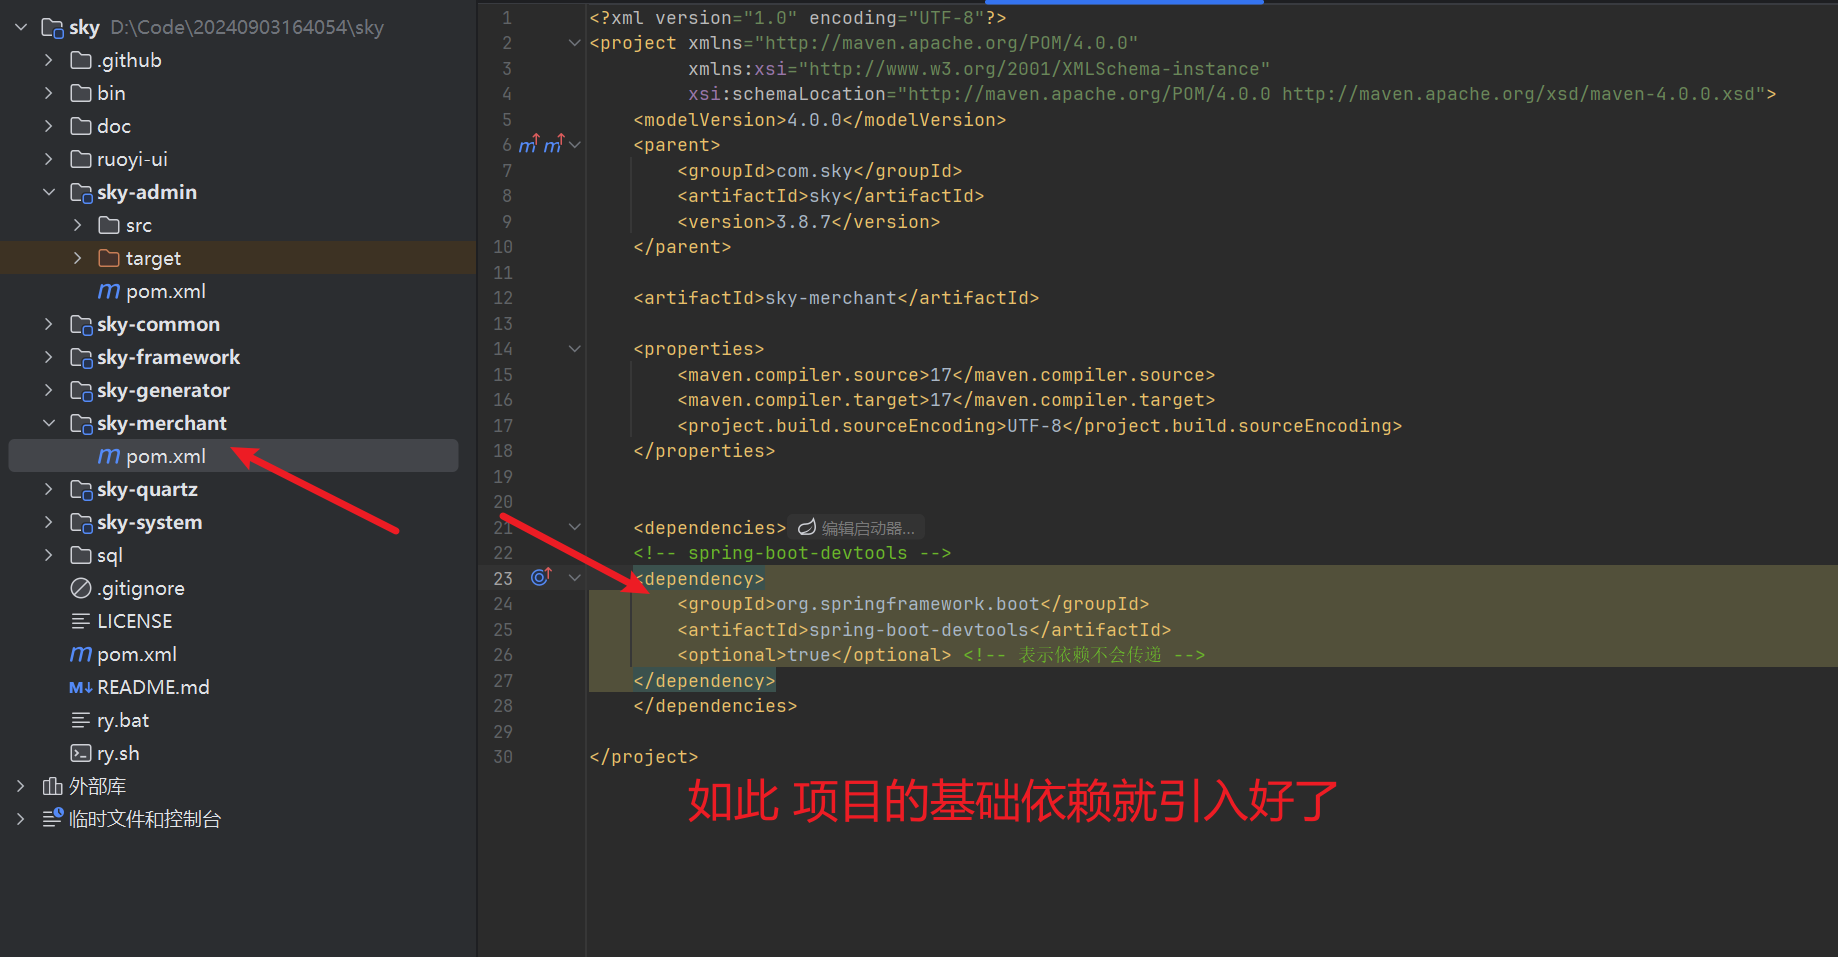 sky D:\Code\20240903164054\sky
.github
bin
doc
ruoyi-ui
sky-admin
src
target
m pom.xml
sky-common
sky-framework
sky-generator
sky-merchant
m pom.xml
sky-quartz
sky-system
sql
.gitignore
LICENSE
m pom.xml
M↓ README.md
ry.bat
ry.sh
外部库
临时文件和控制台
1 <?xml version="1.0" encoding="UTF-8"?>
2 <project xmlns="http://maven.apache.org/POM/4.0.0"
3 xmlns:xsi="http://www.w3.org/2001/XMLSchema-instance"
4 xsi:schemaLocation="http://maven.apache.org/POM/4.0.0 http://maven.apache.org/xsd/maven-4.0.0.xsd">
5 <modelVersion>4.0.0</modelVersion>
6 m↑ m↑ <parent>
7 <groupId>com.sky</groupId>
8 <artifactId>sky</artifactId>
9 <version>3.8.7</version>
10 </parent>
11
12 <artifactId>sky-merchant</artifactId>
13
14 <properties>
15 <maven.compiler.source>17</maven.compiler.source>
16 <maven.compiler.target>17</maven.compiler.target>
17 <project.build.sourceEncoding>UTF-8</project.build.sourceEncoding>
18 </properties>
19
20
21 <dependencies> 编辑启动器...
22 <!-- spring-boot-devtools -->
23 <dependency>
24 <groupId>org.springframework.boot</groupId>
25 <artifactId>spring-boot-devtools</artifactId>
26 <optional>true</optional> <!-- 表示依赖不会传递 -->
27 </dependency>
28 </dependencies>
29
30 </project>
如此 项目的基础依赖就引入好了